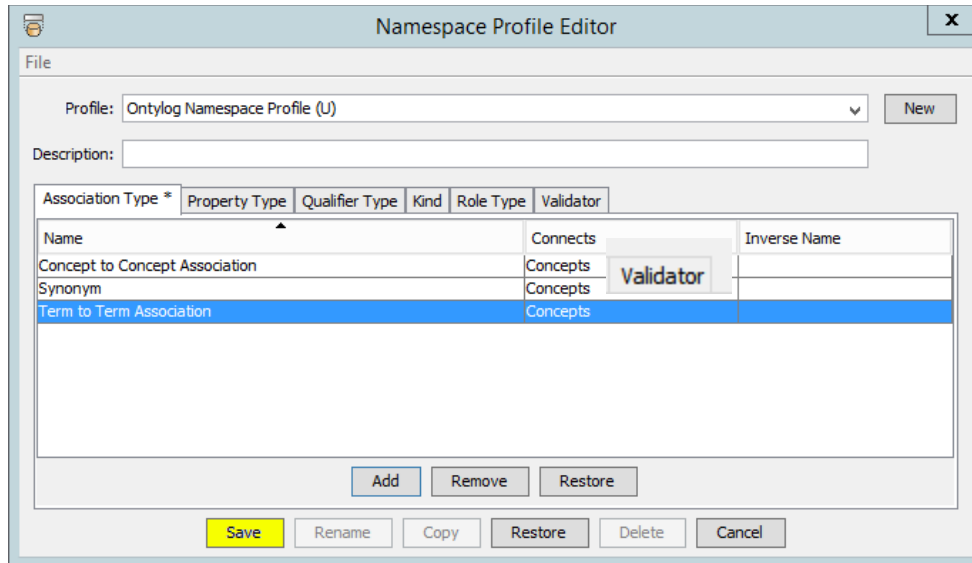 Namespace Profile Editor x
File
Profile: Ontylog Namespace Profile (U) New
Description:
Association Type * Property Type Qualifier Type Kind Role Type Validator
Name Connects Inverse Name
Concept to Concept Association Concepts
Validator
Synonym Concepts
Term to Term Association Concepts
Add Remove Restore
Save Rename Copy Restore Delete Cancel